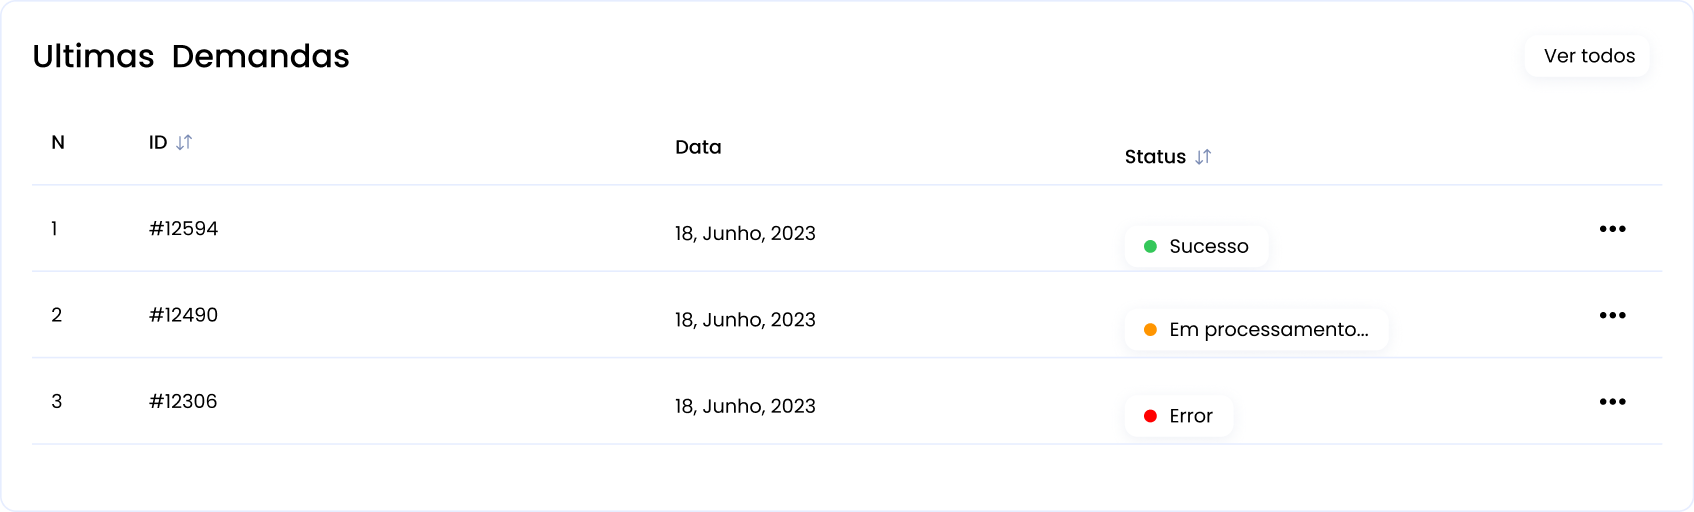 Ultimas Demandas
Ver todos
N ID Data Status
1 #12594 18, Junho, 2023 Sucesso
2 #12490 18, Junho, 2023 Em processamento...
3 #12306 18, Junho, 2023 Error